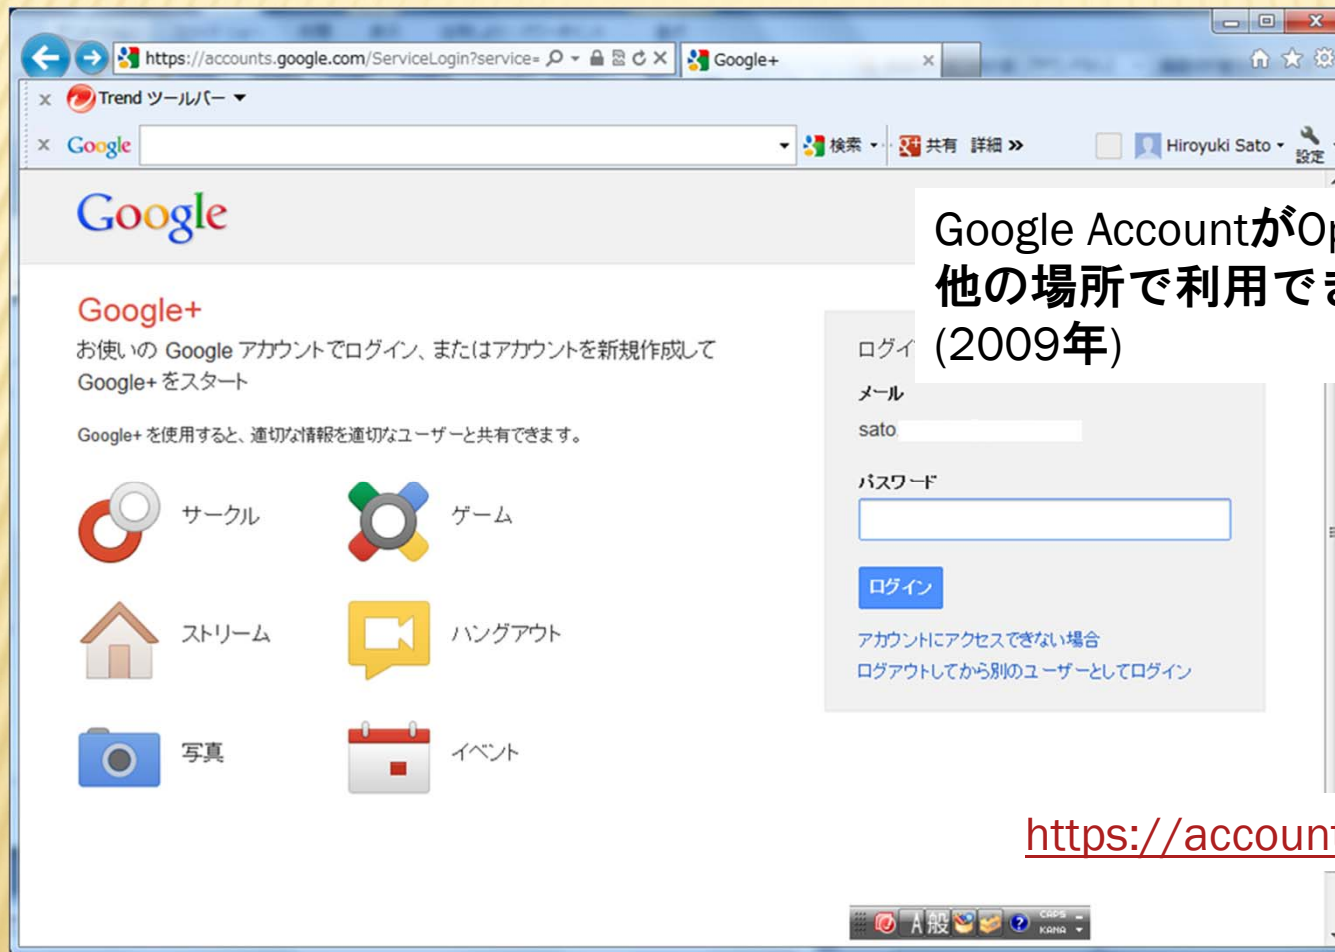 https://accounts.google.com/ServiceLogin?service=
Google+
x Trend ツールバー
x Google 検索 共有 詳細 » Hiroyuki Sato 設定
Google
Google Accountが
他の場所で利用で
(2009年)
Google+
お使いの Google アカウントでログイン、またはアカウントを新規作成して
Google+ をスタート
Google+ を使用すると、適切な情報を適切なユーザーと共有できます。
サークル ゲーム
ストリーム ハングアウト
写真 イベント
メール
sato
パスワード
ログイン
アカウントにアクセスできない場合
ログアウトしてから別のユーザーとしてログイン
https://accoun
A 般 CAPS
KANA